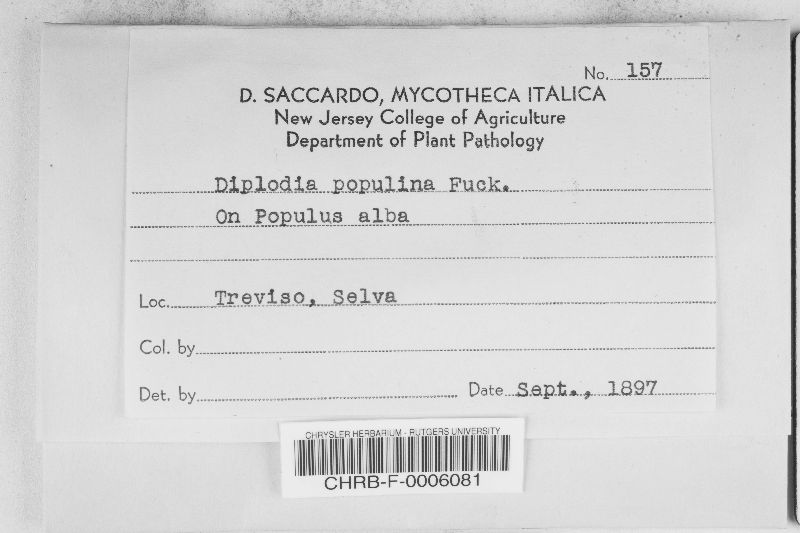 No. 157
D. SACCARDO, MYCOTHECA ITALICA
New Jersey College of Agriculture
Department of Plant Pathology
Diplodia populina Fuck.
On Populus alba
Loc. Treviso, Selva
Col. by
Det. by Date Sept., 1897
CHRYSLER HERBARIUM - RUTGERS UNIVERSITY
CHRB-F-0006081